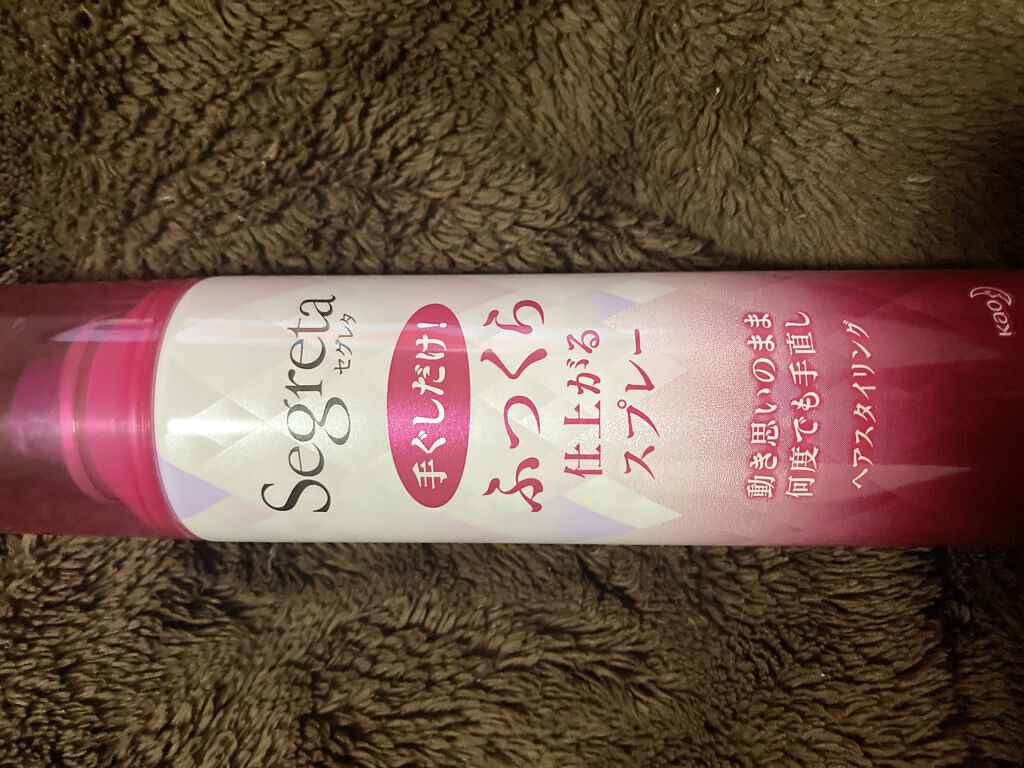 Segreta
セグレタ
手ぐしだけ!
ふっくら
仕上がる
スプレー
動き思いのまま
何度でも手直し
ヘアスタイリング
Kao